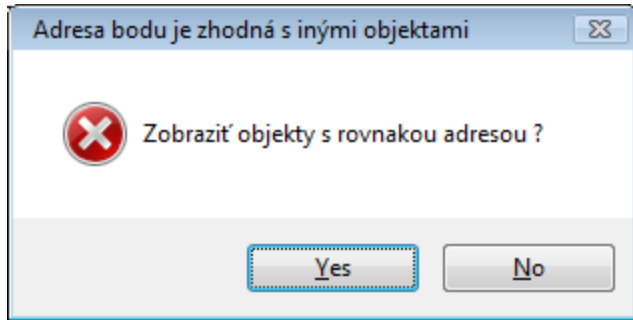 Adresa bodu je zhodná s inými objektami
Zobraziť objekty s rovnakou adresou ?
Yes
No